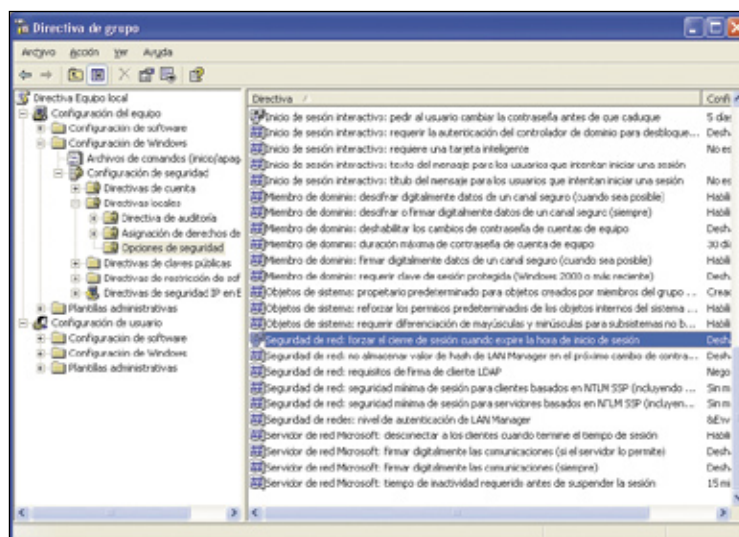 Directiva de grupo
Archivo Acción Ver Ayuda
Directiva Equipo local
Configuración del equipo
Configuración de software
Configuración de Windows
Archivos de comandos (inicio/apag
Configuración de seguridad
Directivas de cuenta
Directivas locales
Directiva de auditoría
Asignación de derechos de
Opciones de seguridad
Directivas de claves públicas
Directivas de restricción de sof
Directivas de seguridad IP en E
Plantillas administrativas
Configuración de usuario
Configuración de software
Configuración de Windows
Plantillas administrativas
Directiva Confi
Inicio de sesión interactivo: pedir al usuario cambiar la contraseña antes de que caduque 5 días
Inicio de sesión interactivo: requerir la autenticación del controlador de dominio para desbloque... Desh
Inicio de sesión interactivo: requiere una tarjeta inteligente No es
Inicio de sesión interactivo: texto del mensaje para los usuarios que intentan iniciar una sesión
Inicio de sesión interactivo: título del mensaje para los usuarios que intentan iniciar una sesión No es
Miembro de dominio: descifrar digitalmente datos de un canal seguro (cuando sea posible) Habili
Miembro de dominio: descifrar o firmar digitalmente datos de un canal seguro (siempre) Habili
Miembro de dominio: deshabilitar los cambios de contraseña de cuentas de equipo Desh
Miembro de dominio: duración máxima de contraseña de cuenta de equipo 30 dí
Miembro de dominio: firmar digitalmente datos de un canal seguro (cuando sea posible) Habili
Miembro de dominio: requerir clave de sesión protegida (Windows 2000 o más reciente) Desh
Objetos de sistema: propietario predeterminado para objetos creados por miembros del grupo ... Creac
Objetos de sistema: reforzar los permisos predeterminados de los objetos internos del sistema ... Habili
Objetos de sistema: requerir diferenciación de mayúsculas y minúsculas para subsistemas no b... Habili
Seguridad de red: forzar el cierre de sesión cuando expire la hora de inicio de sesión Desh
Seguridad de red: no almacenar valor de hash de LAN Manager en el próximo cambio de contra... Desh
Seguridad de red: requisitos de firma de cliente LDAP Nego
Seguridad de red: seguridad mínima de sesión para clientes basados en NTLM SSP (incluyendo ... Sin m
Seguridad de red: seguridad mínima de sesión para servidores basados en NTLM SSP (incluyen... Sin m
Seguridad de redes: nivel de autenticación de LAN Manager &Env
Servidor de red Microsoft: desconectar a los clientes cuando termine el tiempo de sesión Habili
Servidor de red Microsoft: firmar digitalmente las comunicaciones (si el servidor lo permite) Desh
Servidor de red Microsoft: firmar digitalmente las comunicaciones (siempre) Desh
Servidor de red Microsoft: tiempo de inactividad requerido antes de suspender la sesión 15 mi